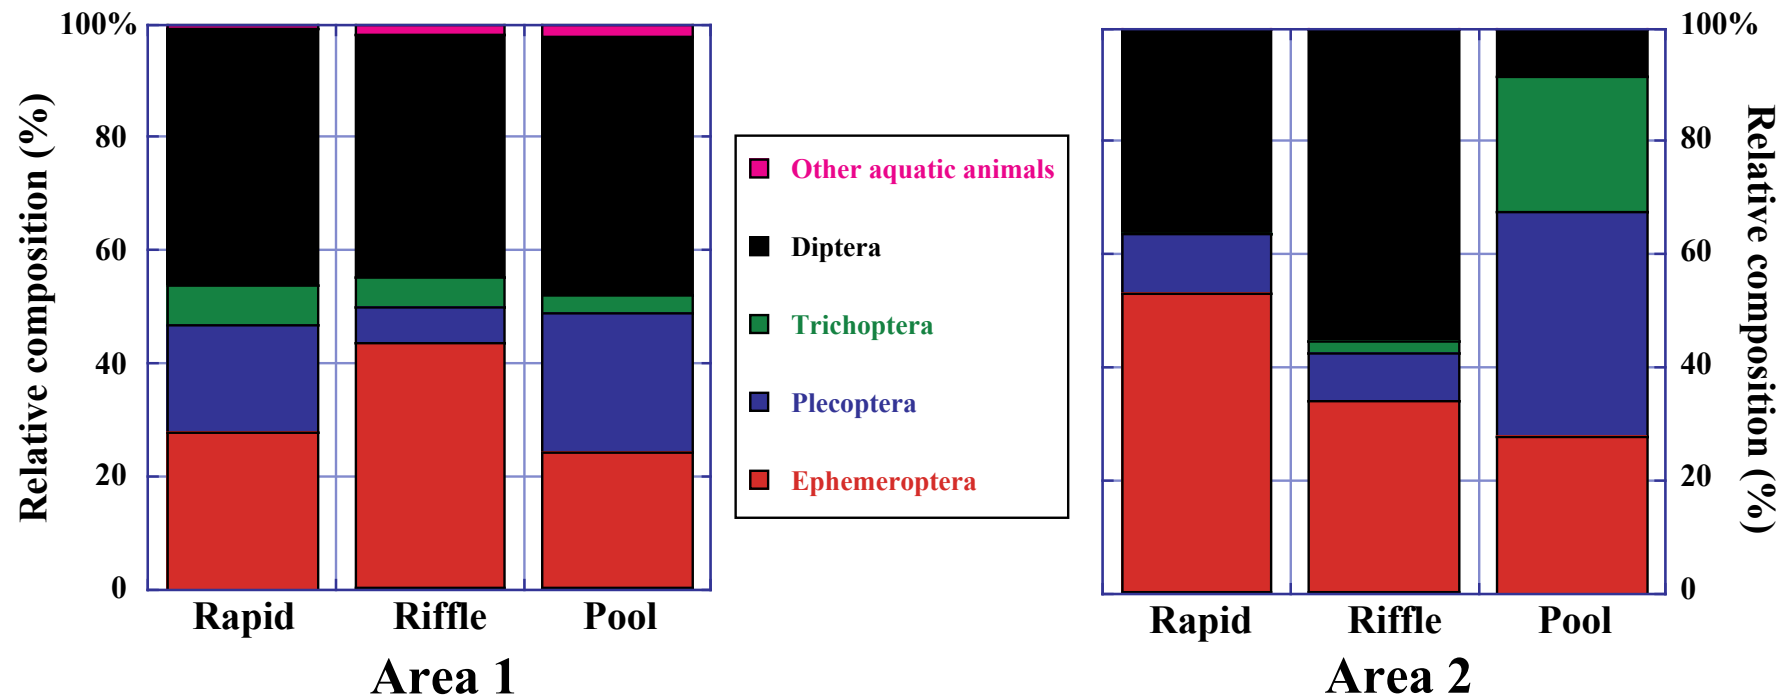 Relative composition (%)
100%
80
60
40
20
0
Rapid
Riffle
Pool
Area 1
Other aquatic animals
Diptera
Trichoptera
Plecoptera
Ephemeroptera
100%
80
60
40
20
0
Relative composition (%)
Rapid
Riffle
Pool
Area 2